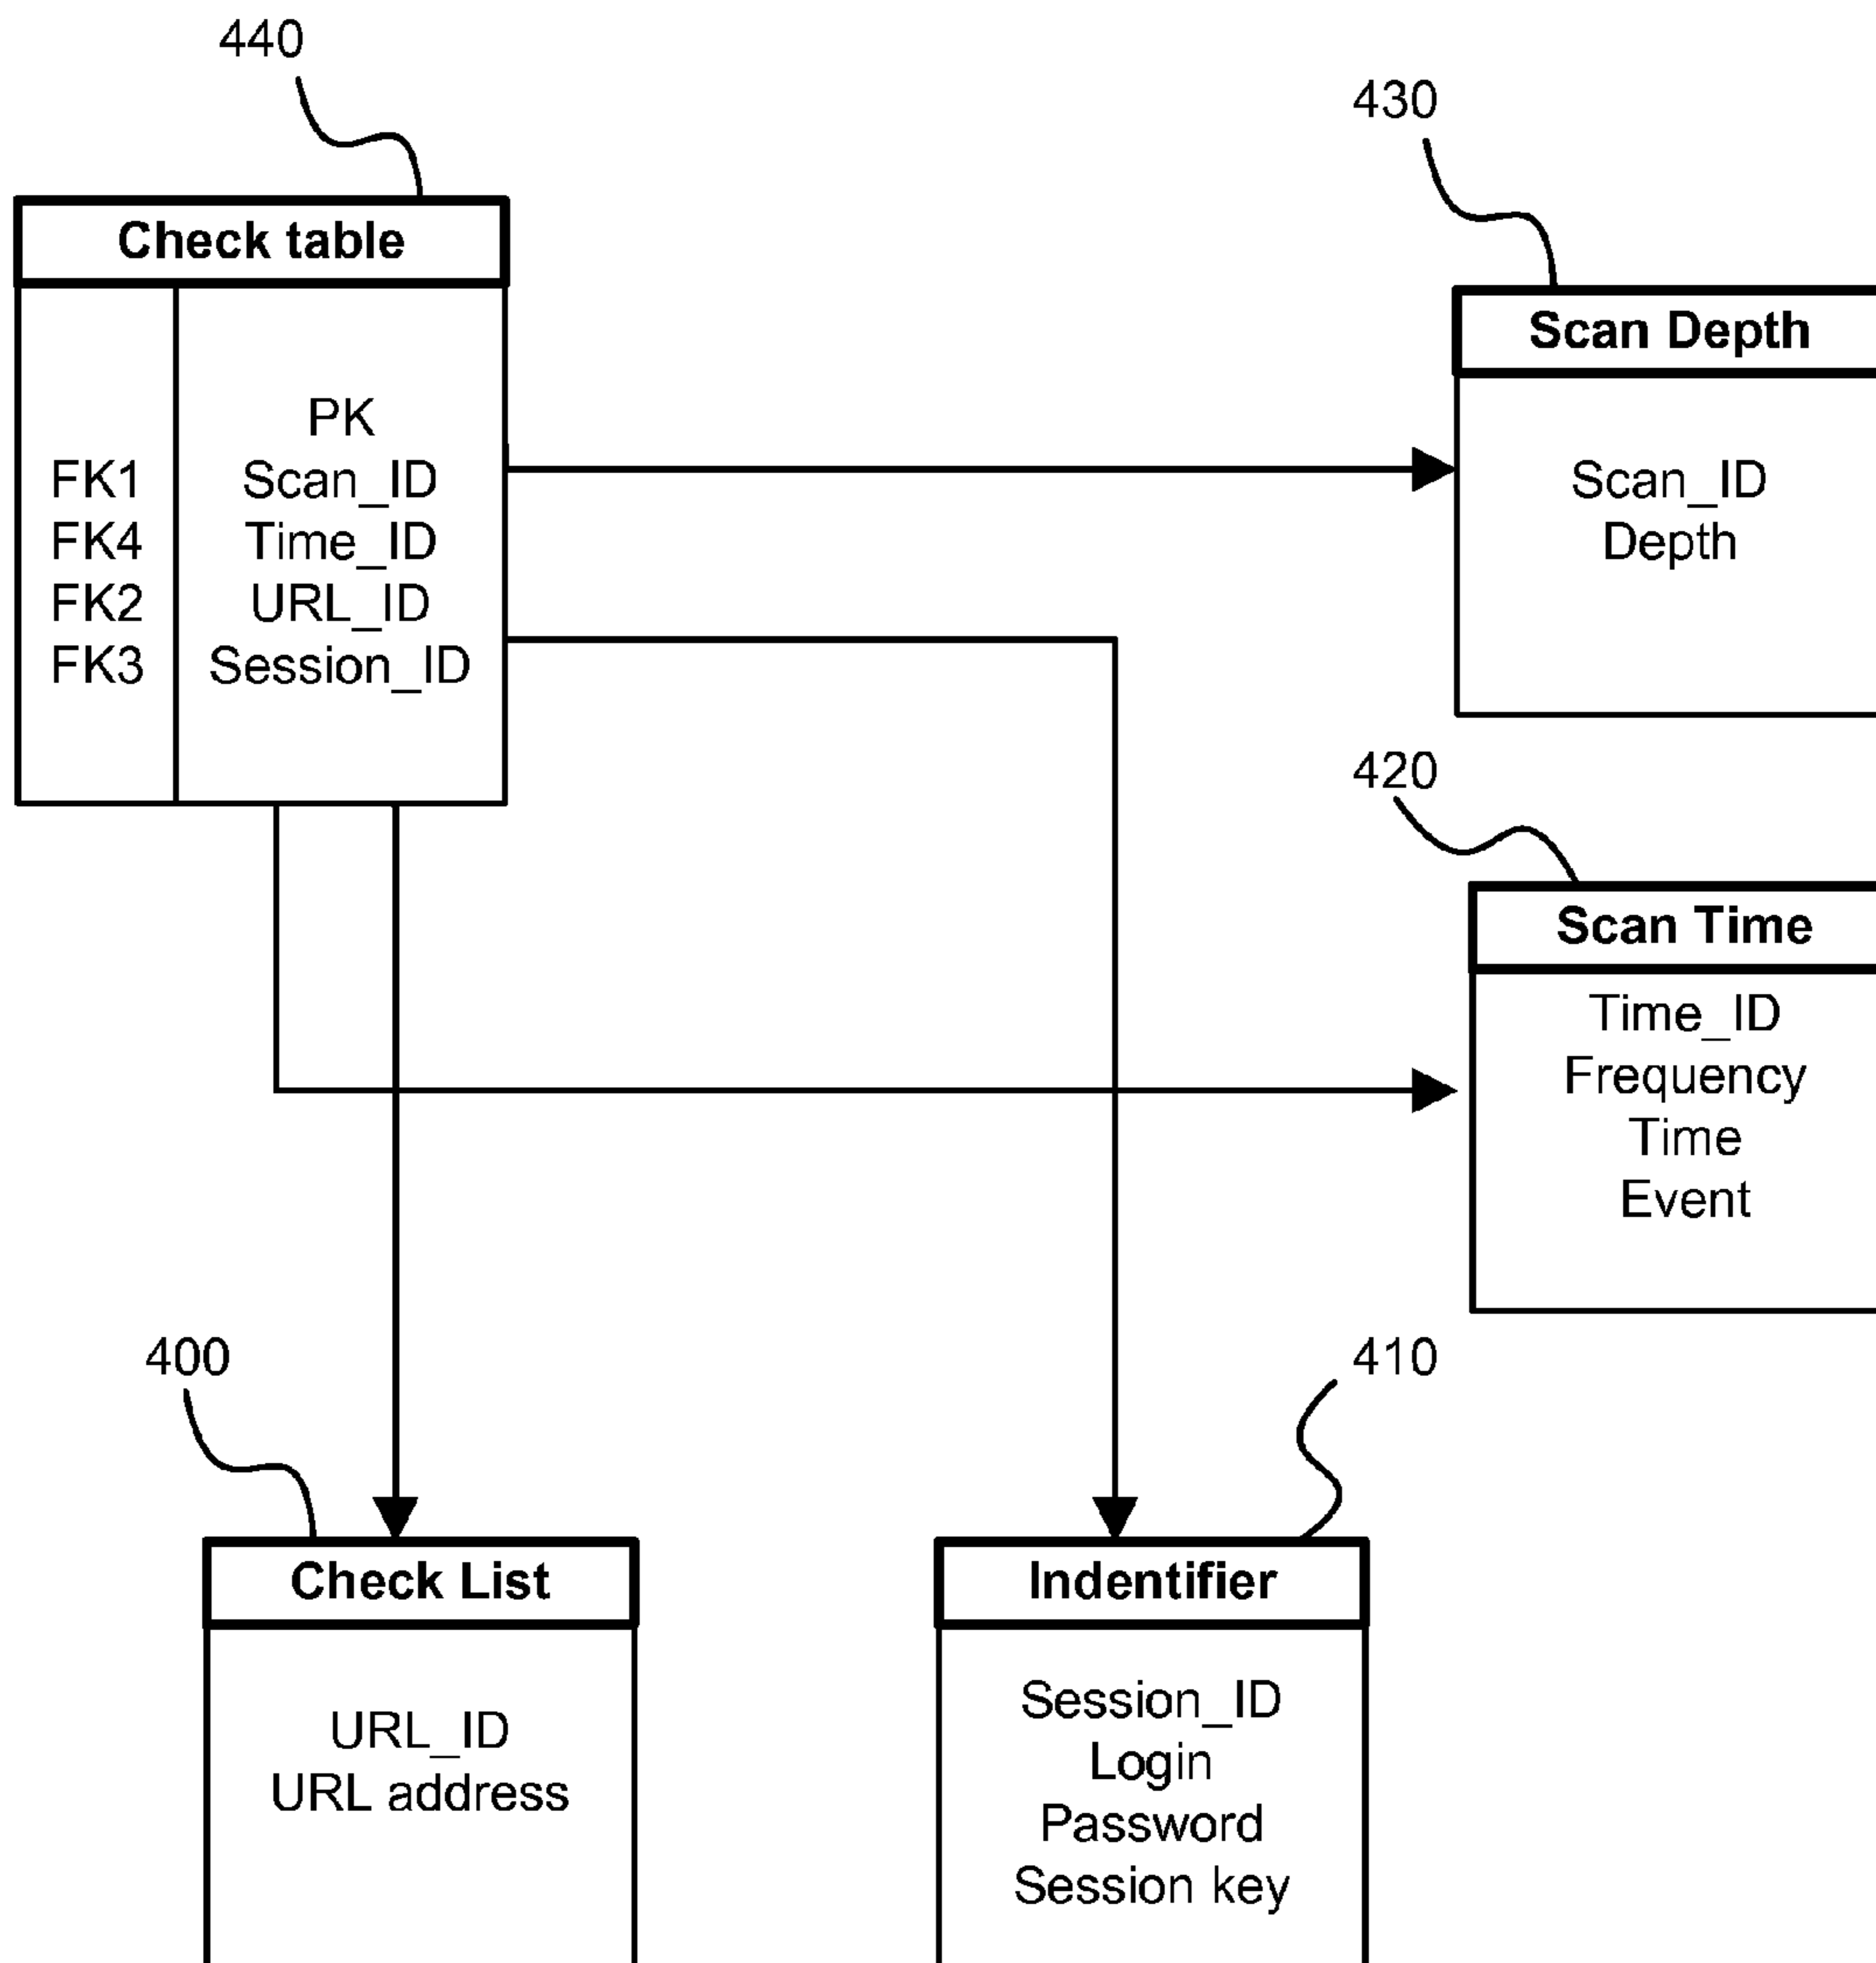 440
Check table
PK
FK1 Scan_ID
FK4 Time_ID
FK2 URL_ID
FK3 Session_ID
430
Scan Depth
Scan_ID
Depth
420
Scan Time
Time_ID
Frequency
Time
Event
400
Check List
URL_ID
URL address
410
Indentifier
Session_ID
Login
Password
Session key